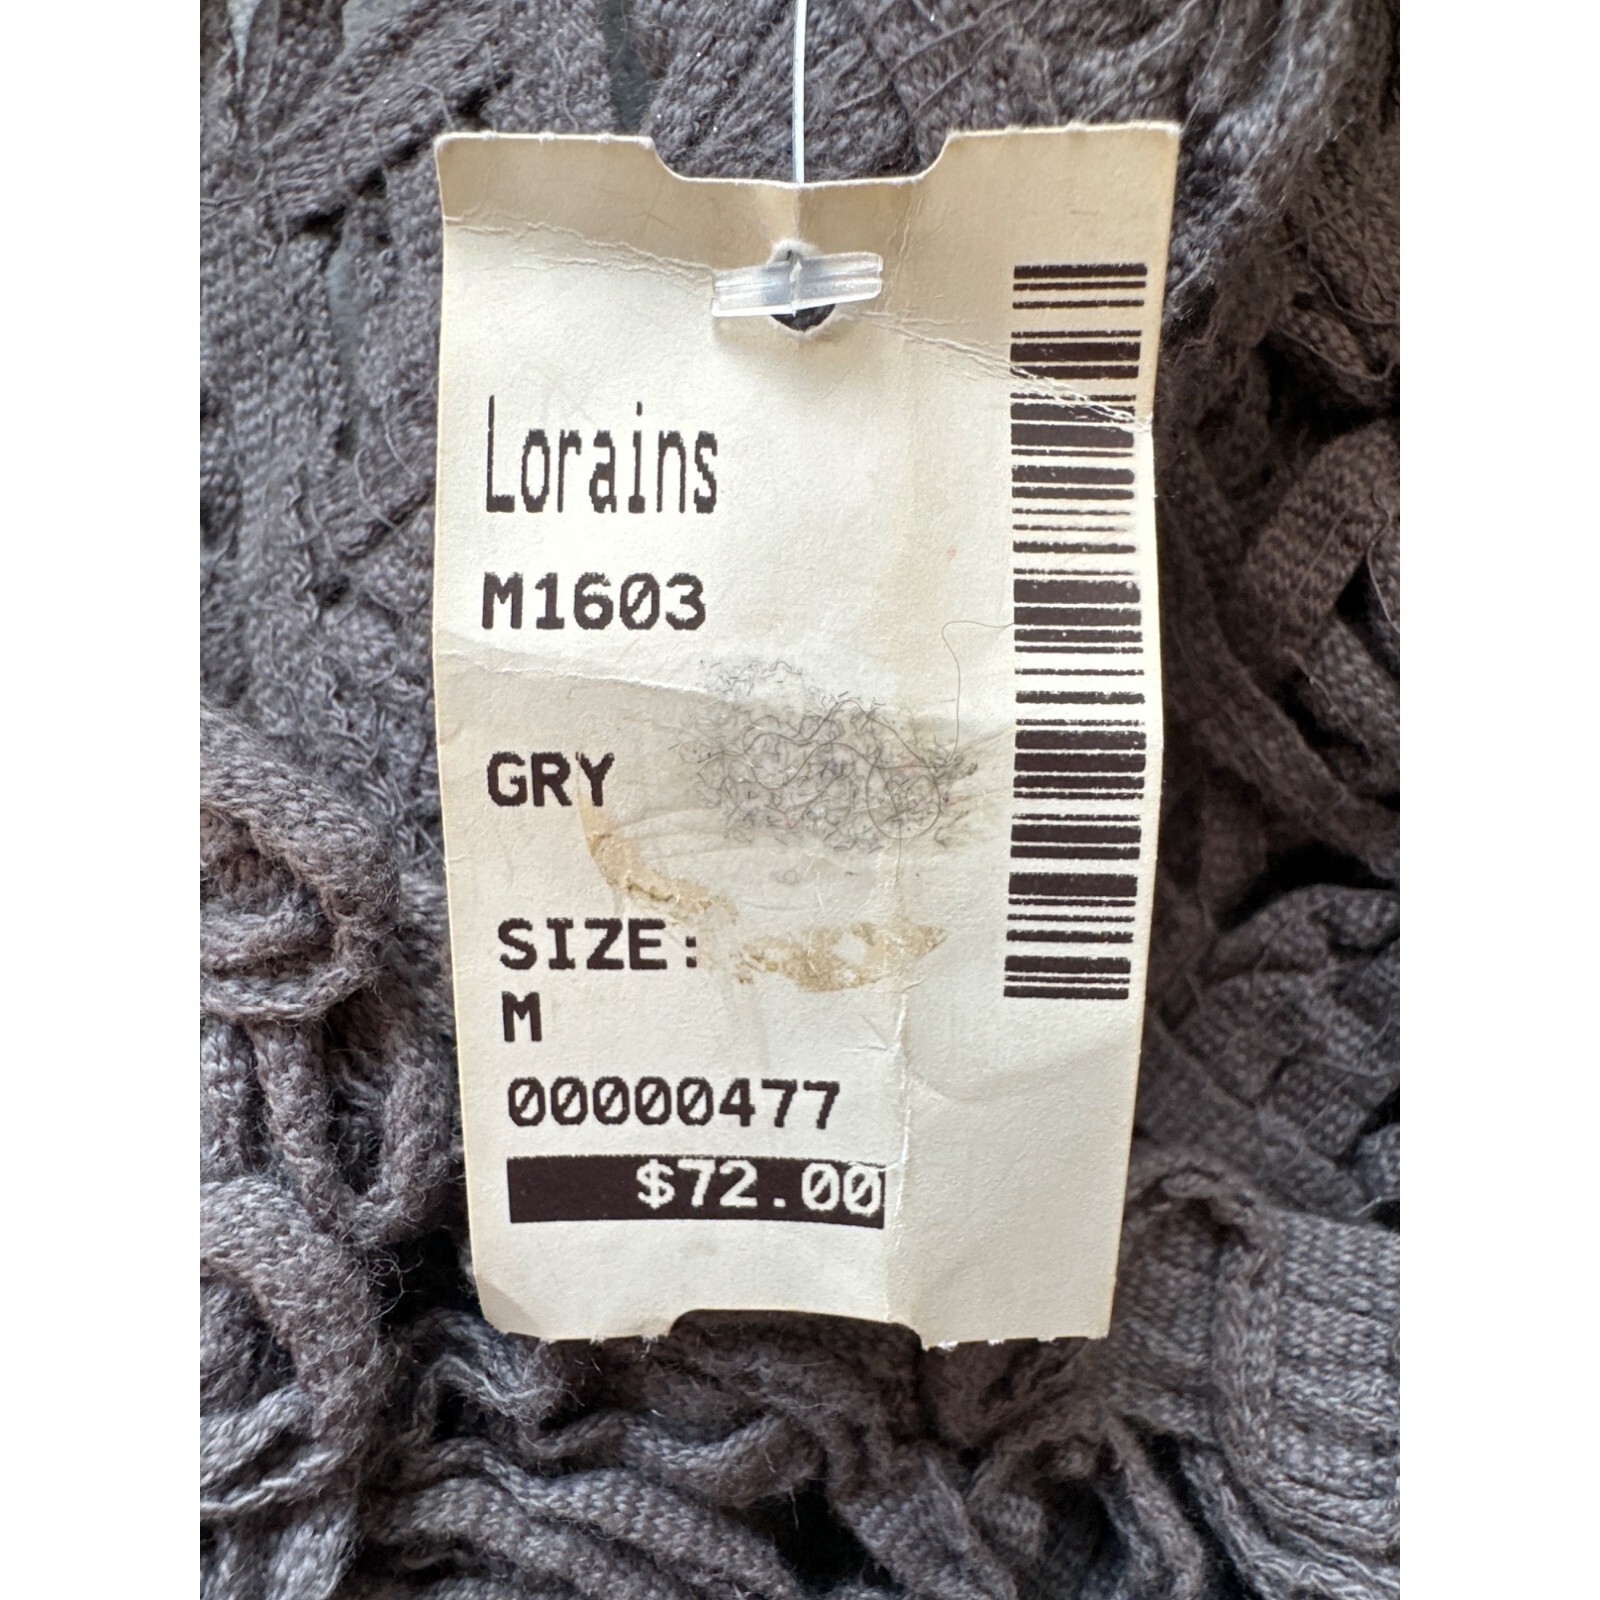 Lorains
M1603
GRY
SIZE:
M
00000477
$72.00